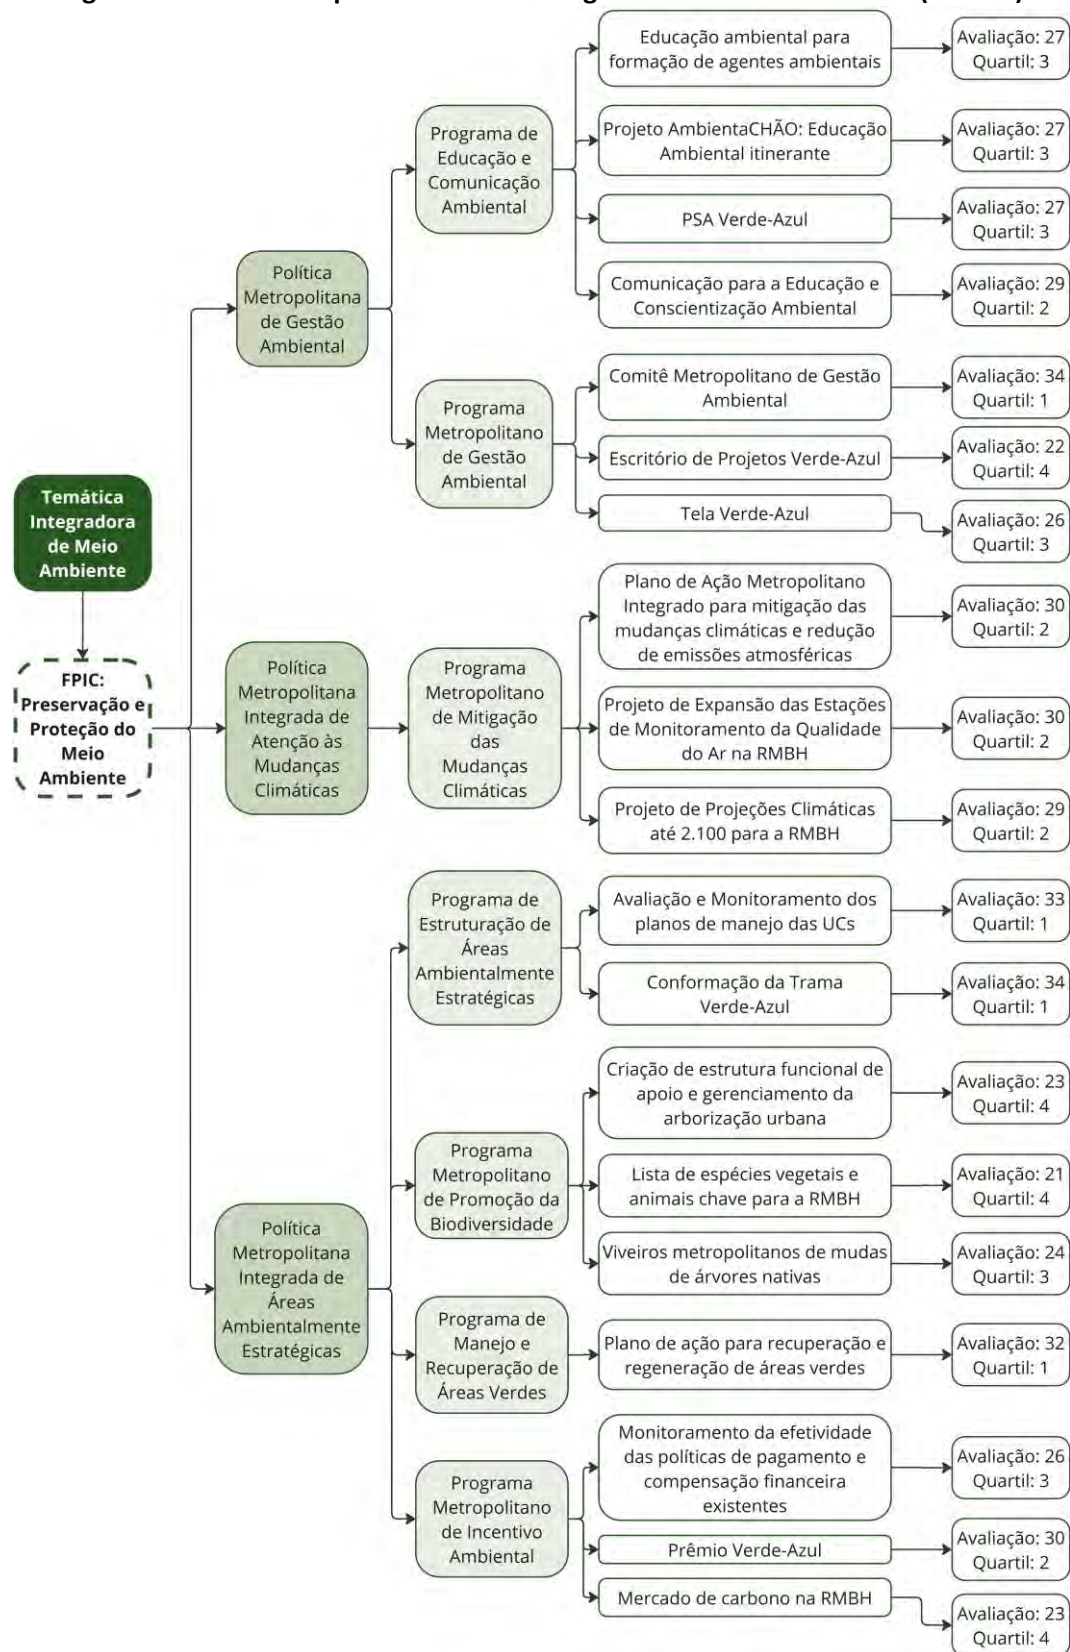 Educação ambiental para
formação de agentes ambientais
Avaliação: 27
Quartil: 3
Programa de
Educação e
Comunicação
Ambiental
Projeto AmbientaCHÃO: Educação
Ambiental itinerante
Avaliação: 27
Quartil: 3
PSA Verde-Azul
Avaliação: 27
Quartil: 3
Comunicação para a Educação e
Conscientização Ambiental
Avaliação: 29
Quartil: 2
Política
Metropolitana
de Gestão
Ambiental
Programa
Metropolitano
de Gestão
Ambiental
Comitê Metropolitano de Gestão
Ambiental
Avaliação: 34
Quartil: 1
Escritório de Projetos Verde-Azul
Avaliação: 22
Quartil: 4
Tela Verde-Azul
Avaliação: 26
Quartil: 3
Temática
Integradora
de Meio
Ambiente
FPIC:
Preservação e
Proteção do
Meio
Ambiente
Política
Metropolitana
Integrada de
Atenção às
Mudanças
Climáticas
Programa
Metropolitano
de Mitigação
das
Mudanças
Climáticas
Plano de Ação Metropolitano
Integrado para mitigação das
mudanças climáticas e redução
de emissões atmosféricas
Avaliação: 30
Quartil: 2
Projeto de Expansão das Estações
de Monitoramento da Qualidade
do Ar na RMBH
Avaliação: 30
Quartil: 2
Projeto de Projeções Climáticas
até 2.100 para a RMBH
Avaliação: 29
Quartil: 2
Política
Metropolitana
Integrada de
Áreas
Ambientalmente
Estratégicas
Programa de
Estruturação de
Áreas
Ambientalmente
Estratégicas
Avaliação e Monitoramento dos
planos de manejo das UCs
Avaliação: 33
Quartil: 1
Conformação da Trama
Verde-Azul
Avaliação: 34
Quartil: 1
Programa
Metropolitano
de Promoção da
Biodiversidade
Criação de estrutura funcional de
apoio e gerenciamento da
arborização urbana
Avaliação: 23
Quartil: 4
Lista de espécies vegetais e
animais chave para a RMBH
Avaliação: 21
Quartil: 4
Viveiros metropolitanos de mudas
de árvores nativas
Avaliação: 24
Quartil: 3
Programa de
Manejo e
Recuperação de
Áreas Verdes
Plano de ação para recuperação e
regeneração de áreas verdes
Avaliação: 32
Quartil: 1
Programa
Metropolitano
de Incentivo
Ambiental
Monitoramento da efetividade
das políticas de pagamento e
compensação financeira
existentes
Avaliação: 26
Quartil: 3
Prêmio Verde-Azul
Avaliação: 30
Quartil: 2
Mercado de carbono na RMBH
Avaliação: 23
Quartil: 4